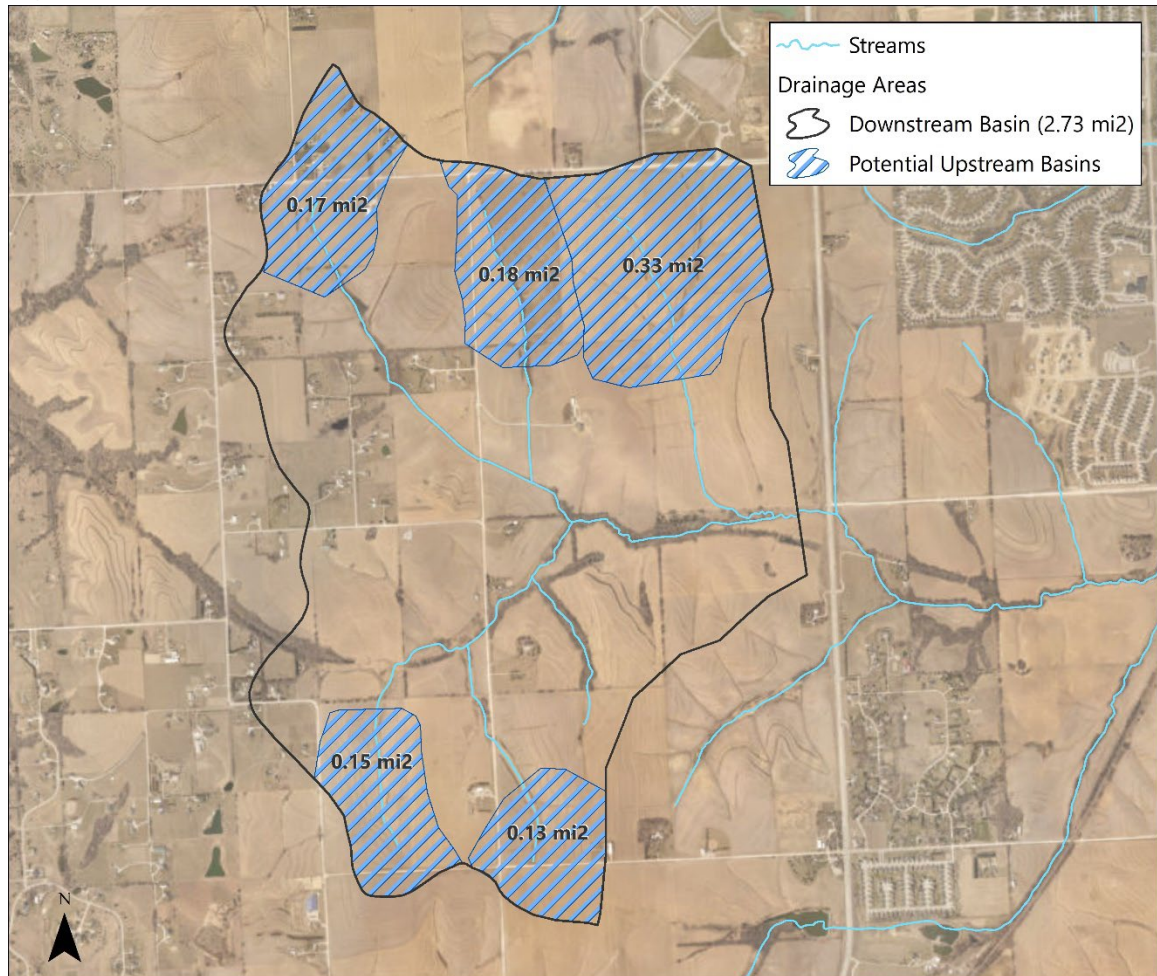 Streams
Drainage Areas
Downstream Basin (2.73 mi2)
Potential Upstream Basins
0.17 mi2
0.18 mi2
0.33 mi2
0.15 mi2
0.13 mi2
N